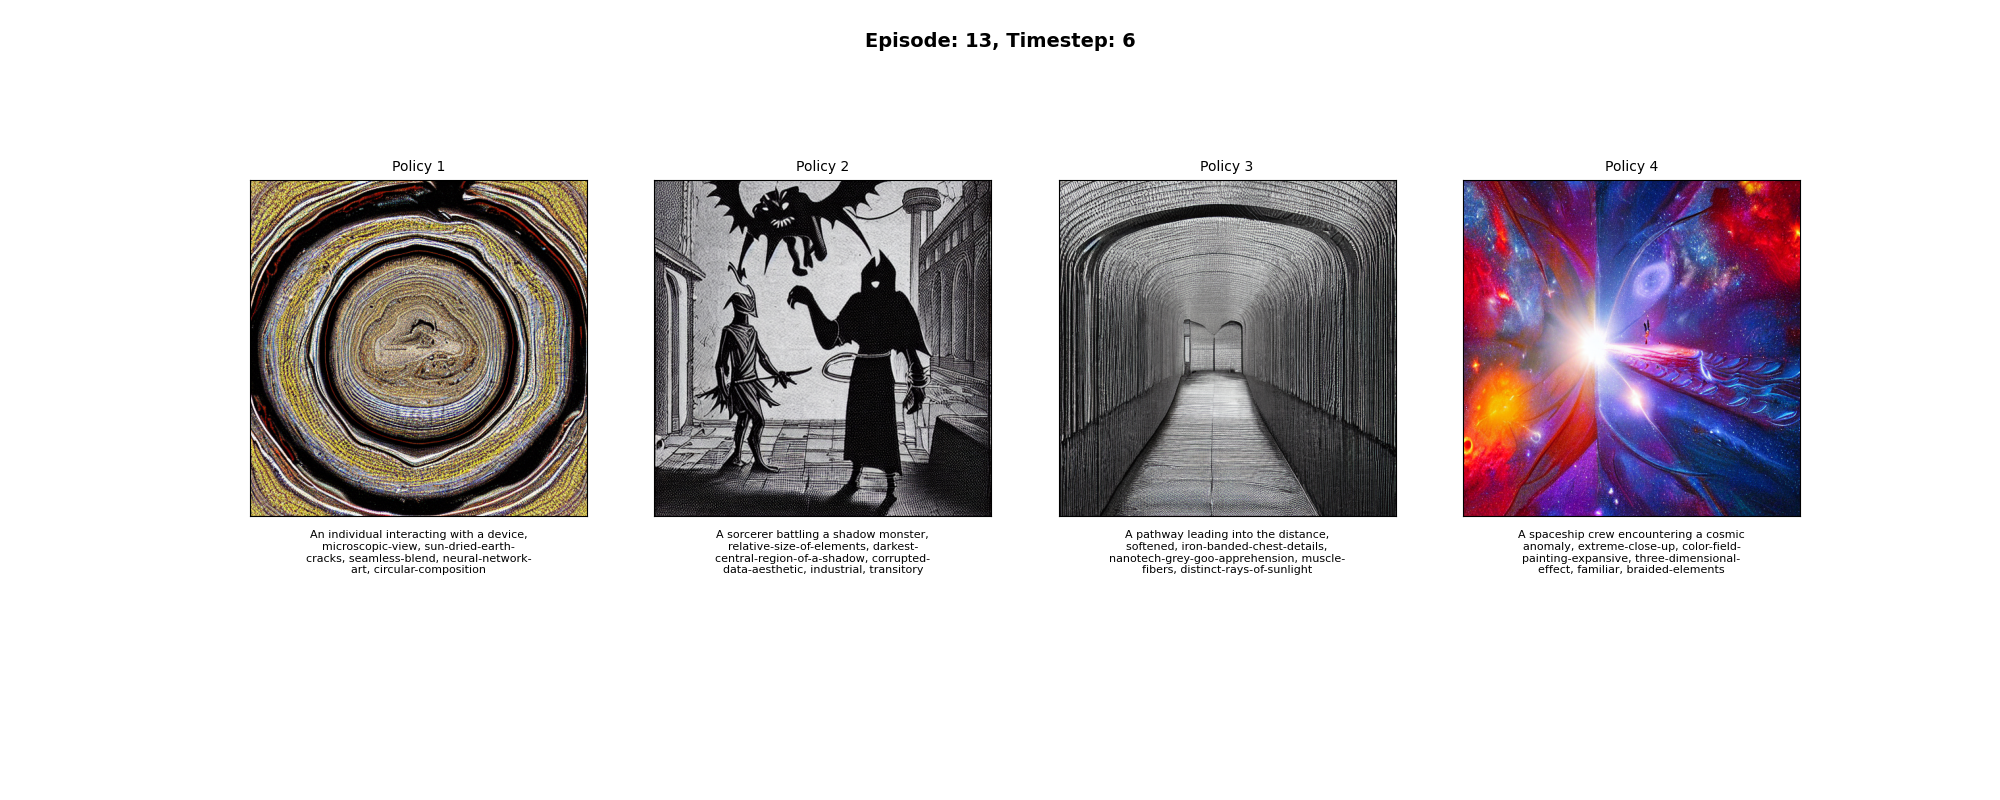 Episode: 13, Timestep: 6
Policy 1
An individual interacting with a device,
microscopic-view, sun-dried-earth-
cracks, seamless-blend, neural-network-
art, circular-composition
Policy 2
A sorcerer battling a shadow monster,
relative-size-of-elements, darkest-
central-region-of-a-shadow, corrupted-
data-aesthetic, industrial, transitory
Policy 3
A pathway leading into the distance,
softened, iron-banded-chest-details,
nanotech-grey-goo-apprehension, muscle-
fibers, distinct-rays-of-sunlight
Policy 4
A spaceship crew encountering a cosmic
anomaly, extreme-close-up, color-field-
painting-expansive, three-dimensional-
effect, familiar, braided-elements